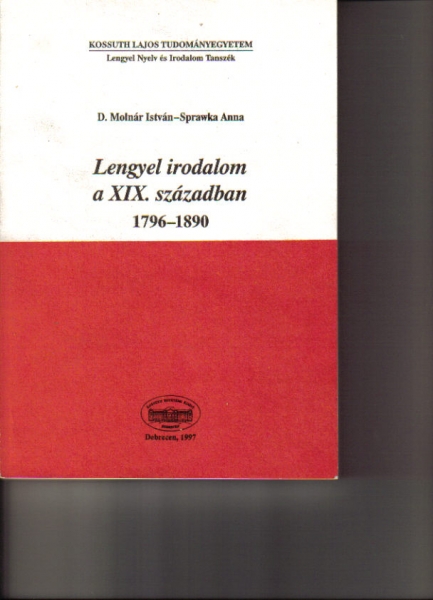 KOSSUTH LAJOS TUDOMÁNYEGYETEM
Lengyel Nyelv és Irodalom Tanszék
D. Molnár István–Sprawka Anna
Lengyel irodalom
a XIX. században
1796–1890
Debrecen, 1997